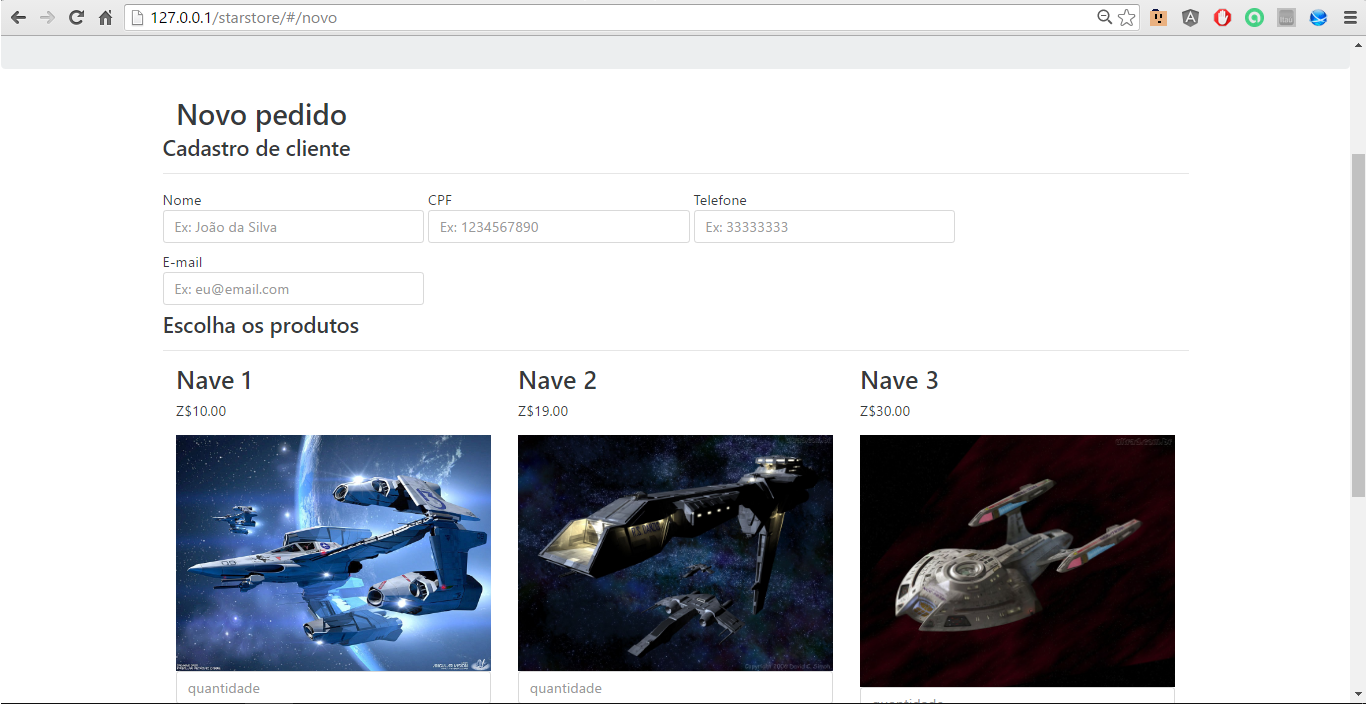 127.0.0.1/starstore/#/novo
Novo pedido
Cadastro de cliente
Nome CPF Telefone
Ex: João da Silva Ex: 1234567890 Ex: 33333333
E-mail
Ex: eu@email.com
Escolha os produtos
Nave 1 Nave 2 Nave 3
Z$10.00 Z$19.00 Z$30.00
quantidade quantidade quantidade